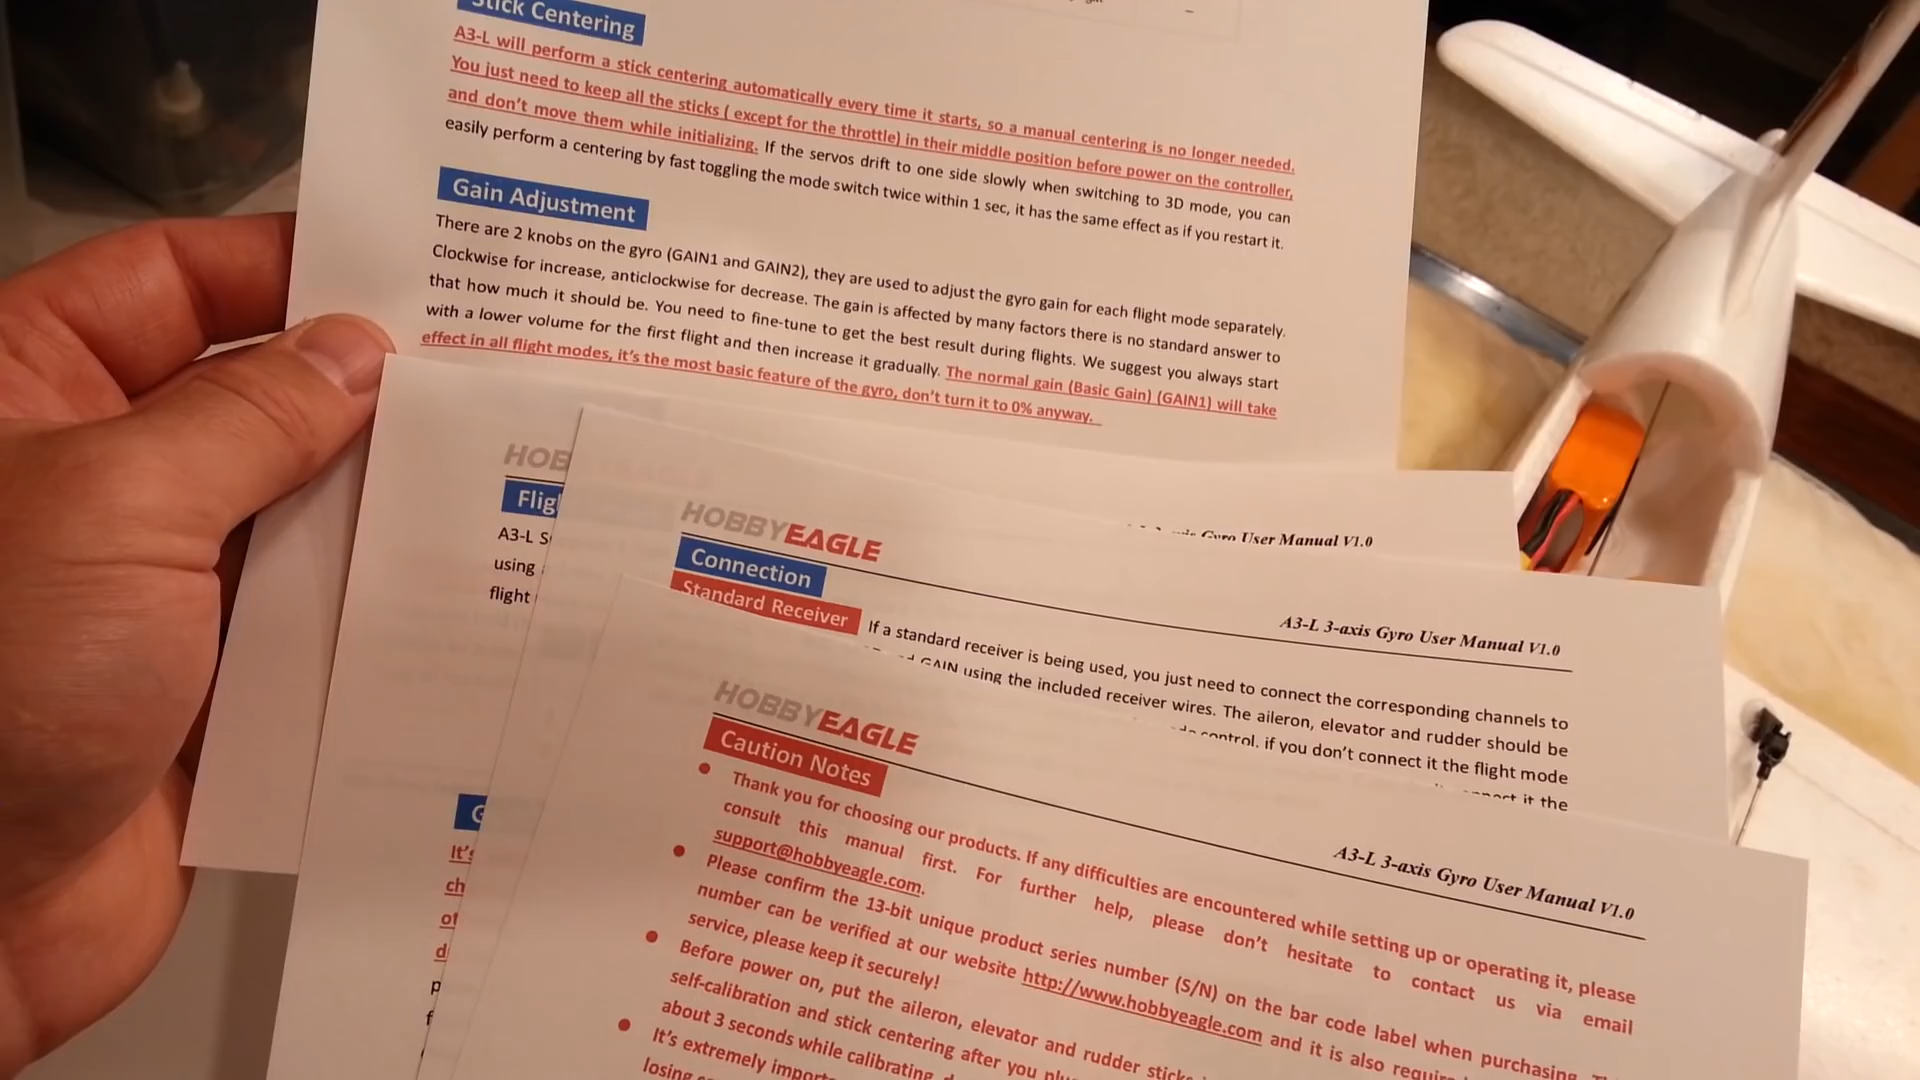 Stick Centering
A3-L will perform a stick centering automatically every time it starts, so a manual centering is no longer needed.
You just need to keep all the sticks ( except for the throttle) in their middle position before power on the controller,
and don't move them while initializing. If the servos drift to one side slowly when switching to 3D mode, you can
easily perform a centering by fast toggling the mode switch twice within 1 sec, it has the same effect as if you restart it.
Gain Adjustment
There are 2 knobs on the gyro (GAIN1 and GAIN2), they are used to adjust the gyro gain for each flight mode separately.
Clockwise for increase, anticlockwise for decrease. The gain is affected by many factors there is no standard answer to
that how much it should be. You need to fine-tune to get the best result during flights. We suggest you always start
with a lower volume for the first flight and then increase it gradually. The normal gain (Basic Gain) (GAIN1) will take
effect in all flight modes, it's the most basic feature of the gyro, don't turn it to 0% anyway.
HOB
Gyro User Manual V1.0
Flig
A3-L S
using
flight
HOBBYEAGLE
A3-L 3-axis Gyro User Manual V1.0
Connection
Standard Receiver
If a standard receiver is being used, you just need to connect the corresponding channels to
GAIN using the included receiver wires. The aileron, elevator and rudder should be
control. if you don't connect it the flight mode
it the
G
It's
ch
of
d
p
f
HOBBYEAGLE
A3-L 3-axis Gyro User Manual V1.0
Caution Notes
Thank you for choosing our products. If any difficulties are encountered while setting up or operating it, please
consult this manual first. For further help, please don't hesitate to contact us via email
support@hobbyeagle.com.
Please confirm the 13-bit unique product series number (S/N) on the bar code label when purchasing.
number can be verified at our website http://www.hobbyeagle.com and it is also
service, please keep it securely!
Before power on, put the aileron, elevator and rudder sticks
self-calibration and stick centering after you
about 3 seconds while calibrating
It's extremely
losing